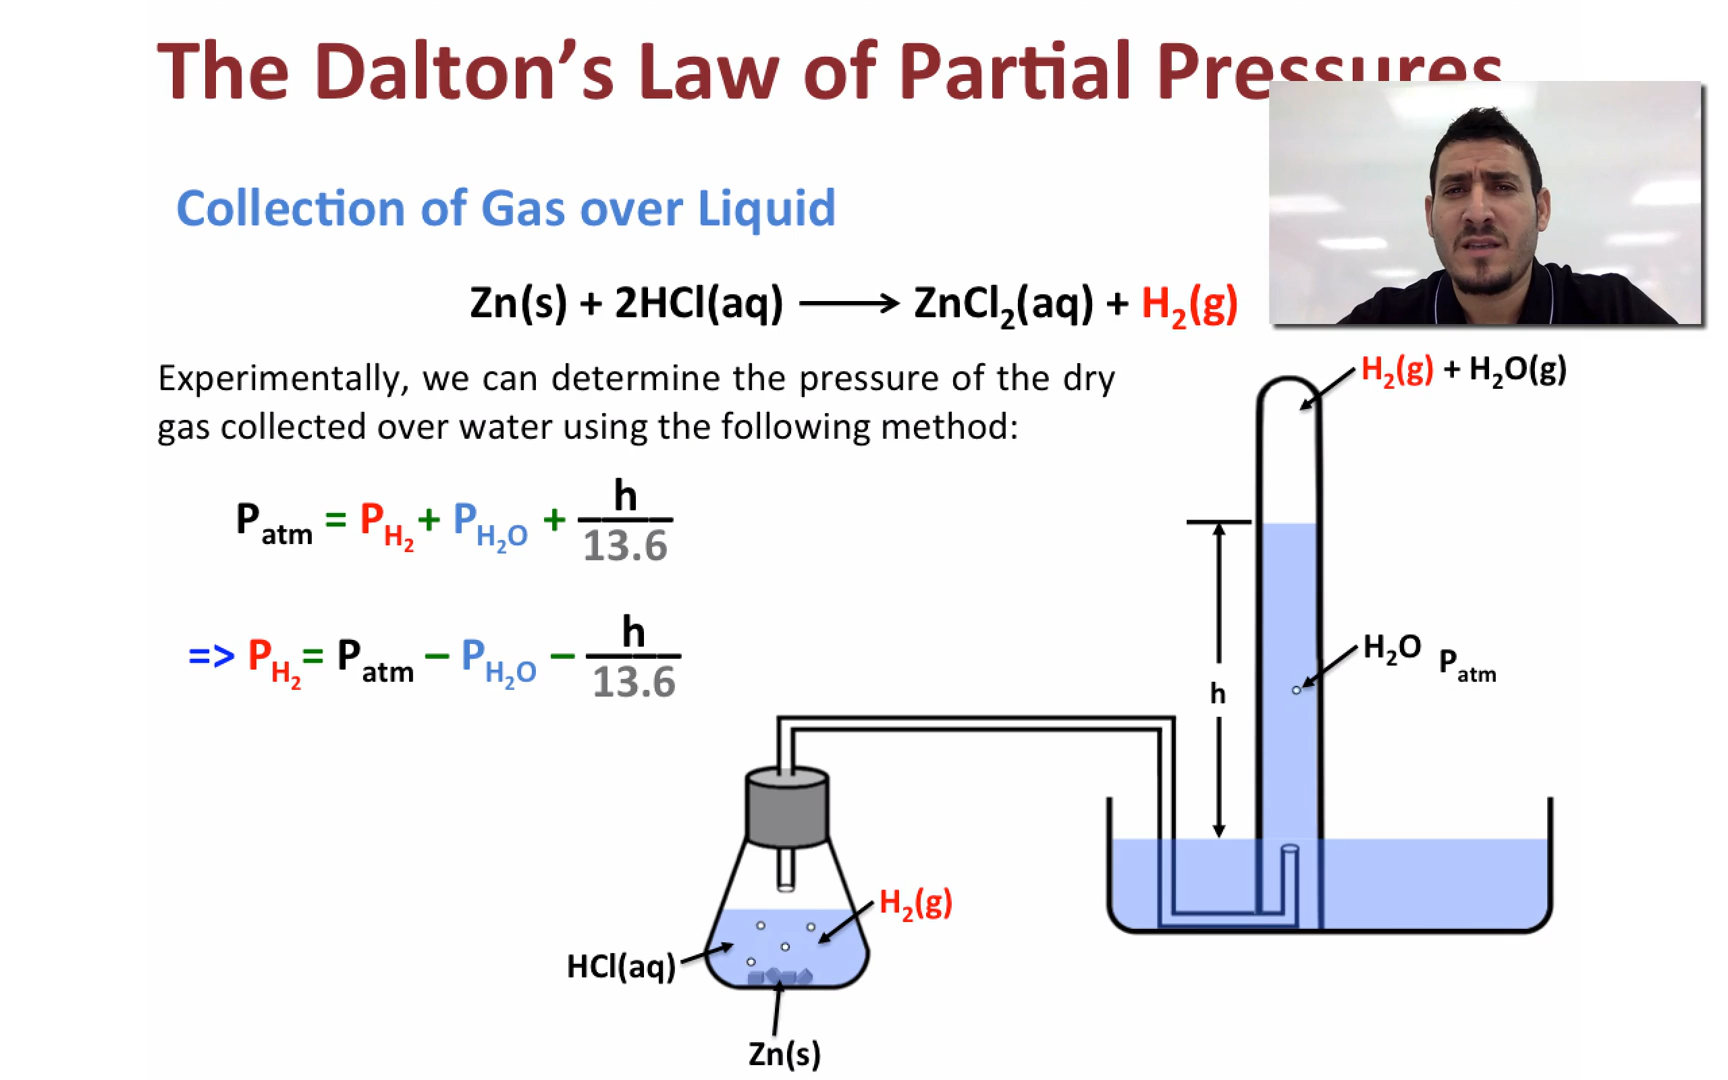 The Dalton's Law of Partial Pressures
Collection of Gas over Liquid
Zn(s) + 2HCl(aq) ⟶ ZnCl₂(aq) + H₂(g)
Experimentally, we can determine the pressure of the dry
gas collected over water using the following method:
P_atm = P_H₂ + P_H₂O + h/13.6
=> P_H₂ = P_atm – P_H₂O – h/13.6
H₂(g) + H₂O(g)
H₂O
P_atm
h
H₂(g)
HCl(aq)
Zn(s)